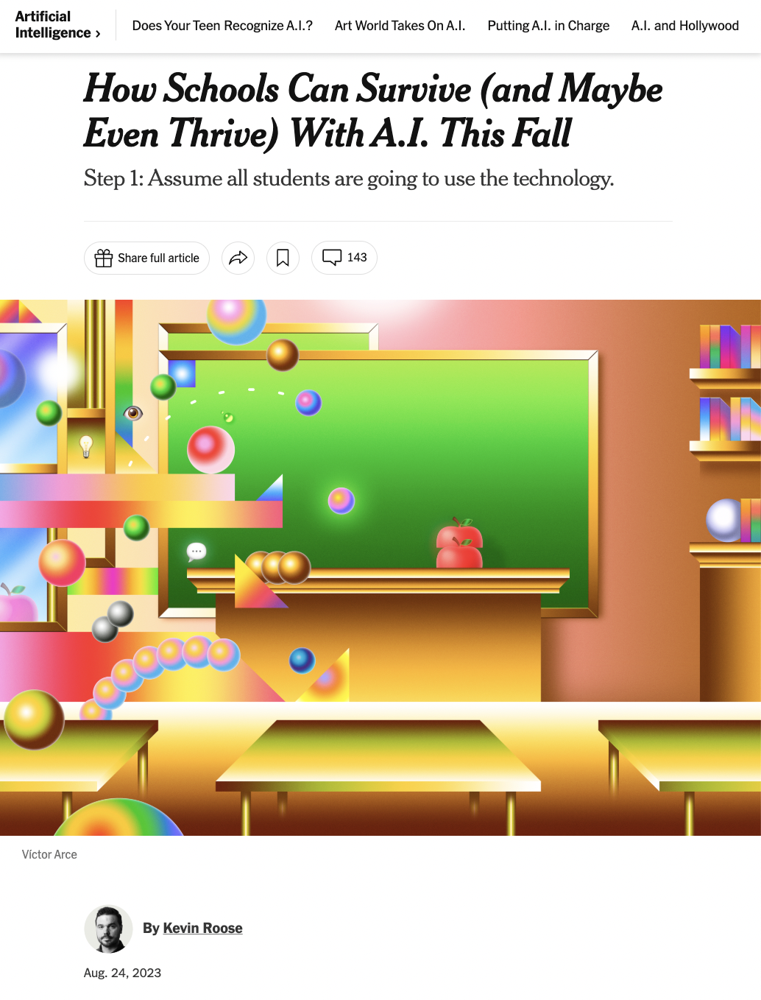 Artificial
Intelligence ›
Does Your Teen Recognize A.I.?
Art World Takes On A.I.
Putting A.I. in Charge
A.I. and Hollywood
How Schools Can Survive (and Maybe
Even Thrive) With A.I. This Fall
Step 1: Assume all students are going to use the technology.
Share full article
143
Víctor Arce
By Kevin Roose
Aug. 24, 2023